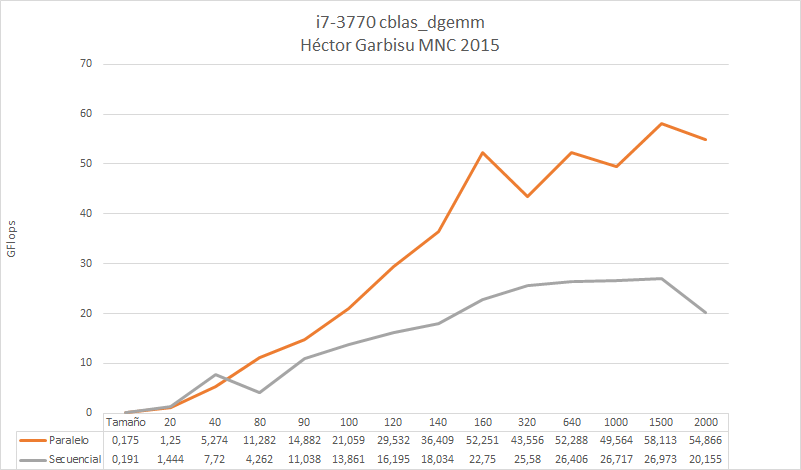 i7-3770 cblas_dgemm
Héctor Garbisu MNC 2015
70
60
50
40
30
20
10
0
GFlops
Tamaño 20 40 80 90 100 120 140 160 320 640 1000 1500 2000
Paralelo 0,175 1,25 5,274 11,282 14,882 21,059 29,532 36,409 52,251 43,556 52,288 49,564 58,113 54,866
Secuencial 0,191 1,444 7,72 4,262 11,038 13,861 16,195 18,034 22,75 25,58 26,406 26,717 26,973 20,155